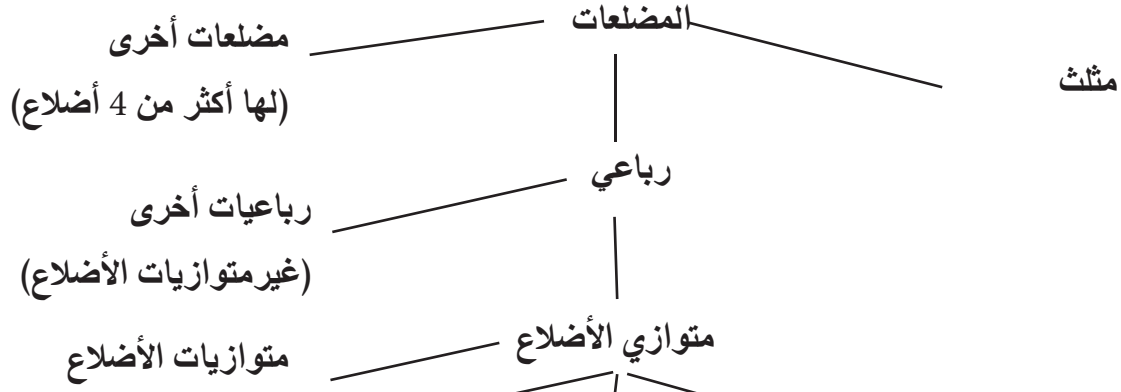 المضلعات
مثلث
مضلعات أخرى
(لها أكثر من 4 أضلاع)
رباعي
رباعيات أخرى
(غيرمتوازيات الأضلاع)
متوازي الأضلاع
متوازيات الأضلاع